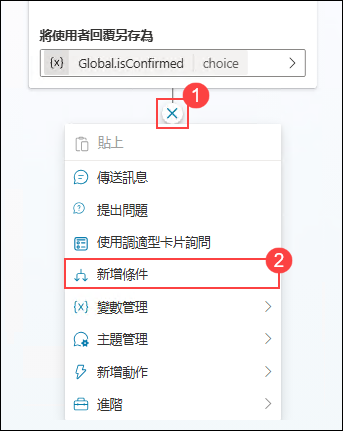 將使用者回覆另存為
{x} Global.isConfirmed choice
1
貼上
傳送訊息
提出問題
使用調適型卡片詢問
新增條件
2
{x} 變數管理
主題管理
新增動作
進階